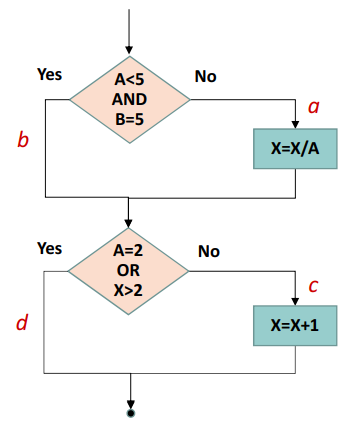 Yes
A<5
AND
B=5
No
a
b
X=X/A
Yes
A=2
OR
X>2
No
c
d
X=X+1